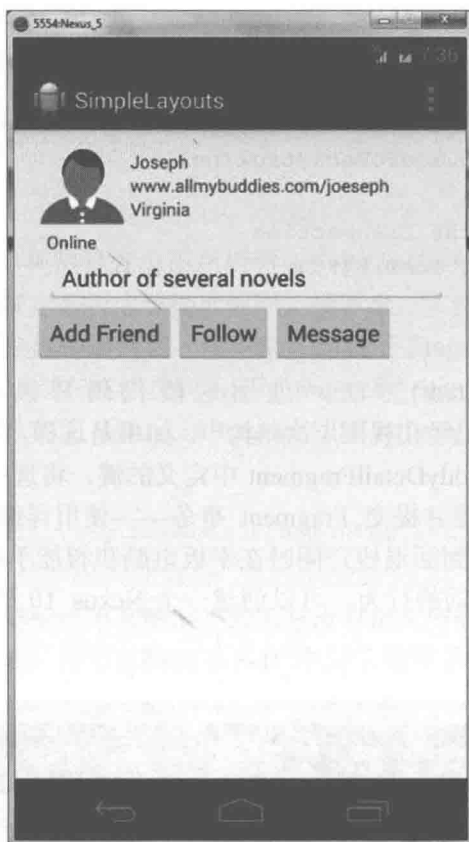 5554:Nexus_5
7:36
SimpleLayouts
Joseph
www.allmybuddies.com/joeseph
Virginia
Online
Author of several novels
Add Friend Follow Message